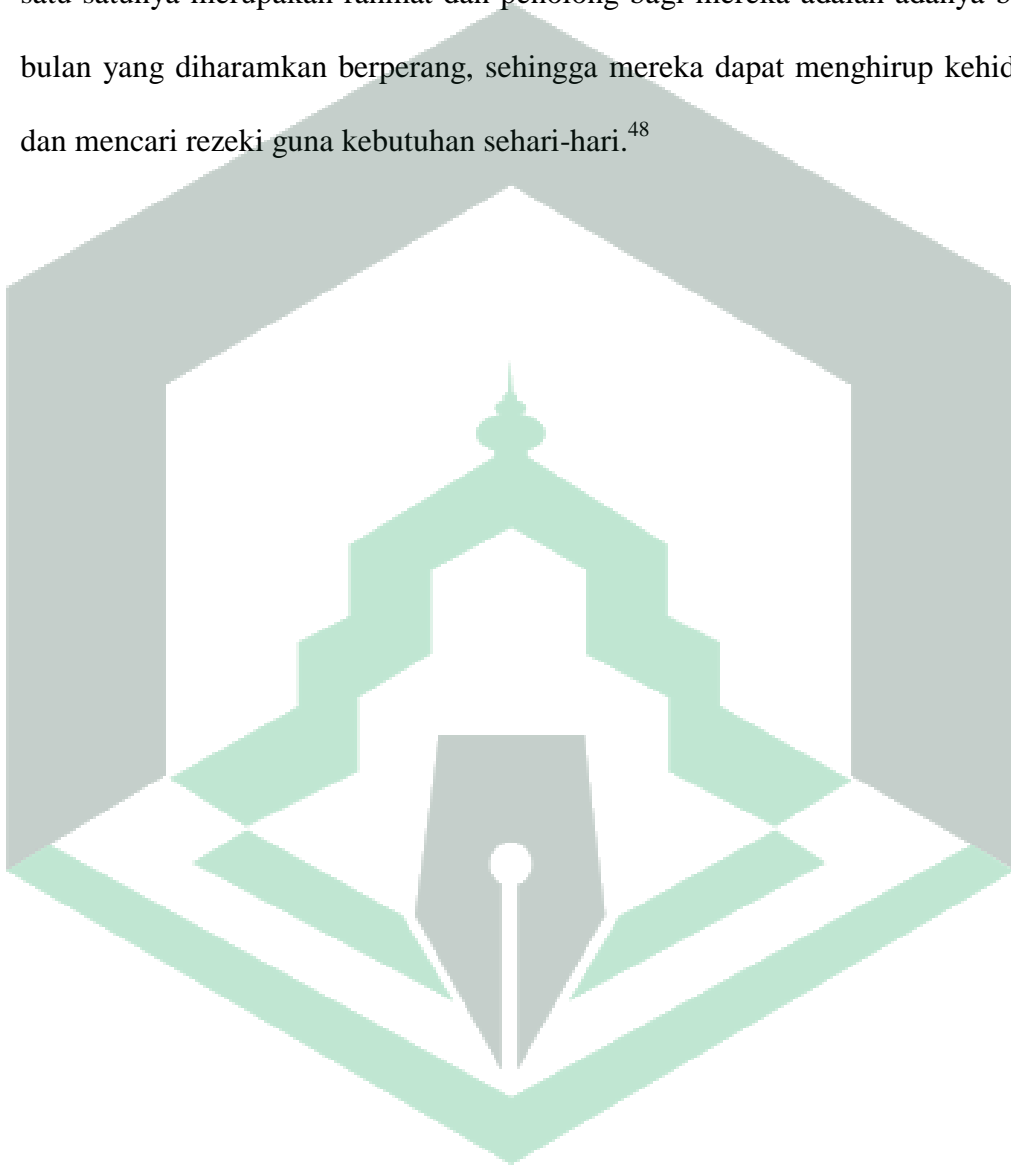 satu satunya merupakan rahmat dan penolong bagi mereka adalah adanya b
bulan yang diharamkan berperang, sehingga mereka dapat menghirup kehid
dan mencari rezeki guna kebutuhan sehari-hari.48